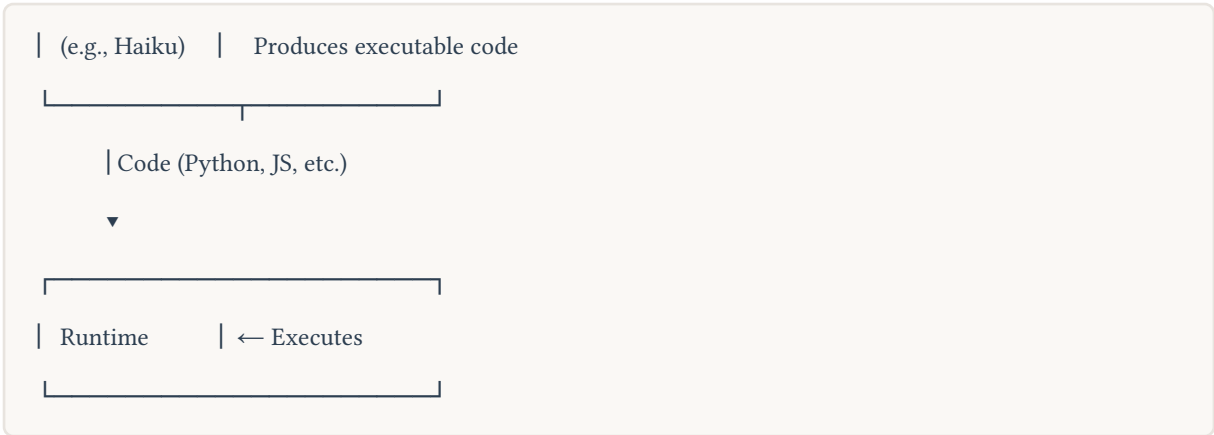 │ (e.g., Haiku) │ Produces executable code
└─────────────────┬─────────────────┘
│ Code (Python, JS, etc.)
▼
┌───────────────────────────────────┐
│ Runtime │ ← Executes
└───────────────────────────────────┘